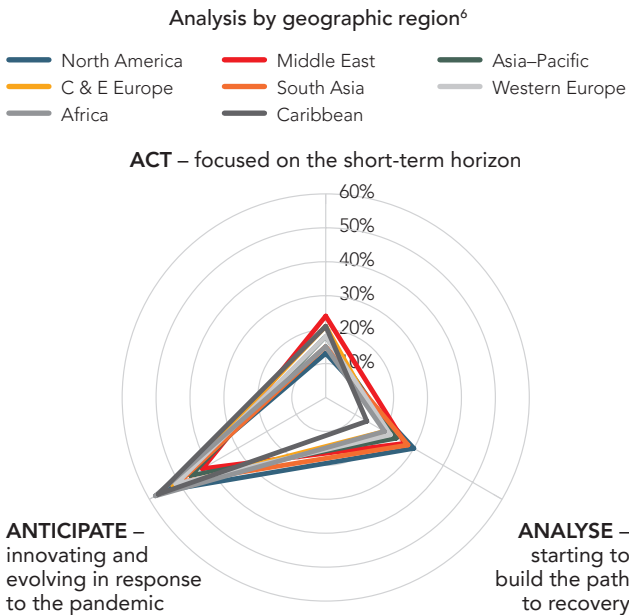 Analysis by geographic region⁶
North America
Middle East
Asia–Pacific
C & E Europe
South Asia
Western Europe
Africa
Caribbean
ACT – focused on the short-term horizon
60%
50%
40%
30%
20%
10%
ANTICIPATE –
innovating and
evolving in response
to the pandemic
ANALYSE –
starting to
build the path
to recovery